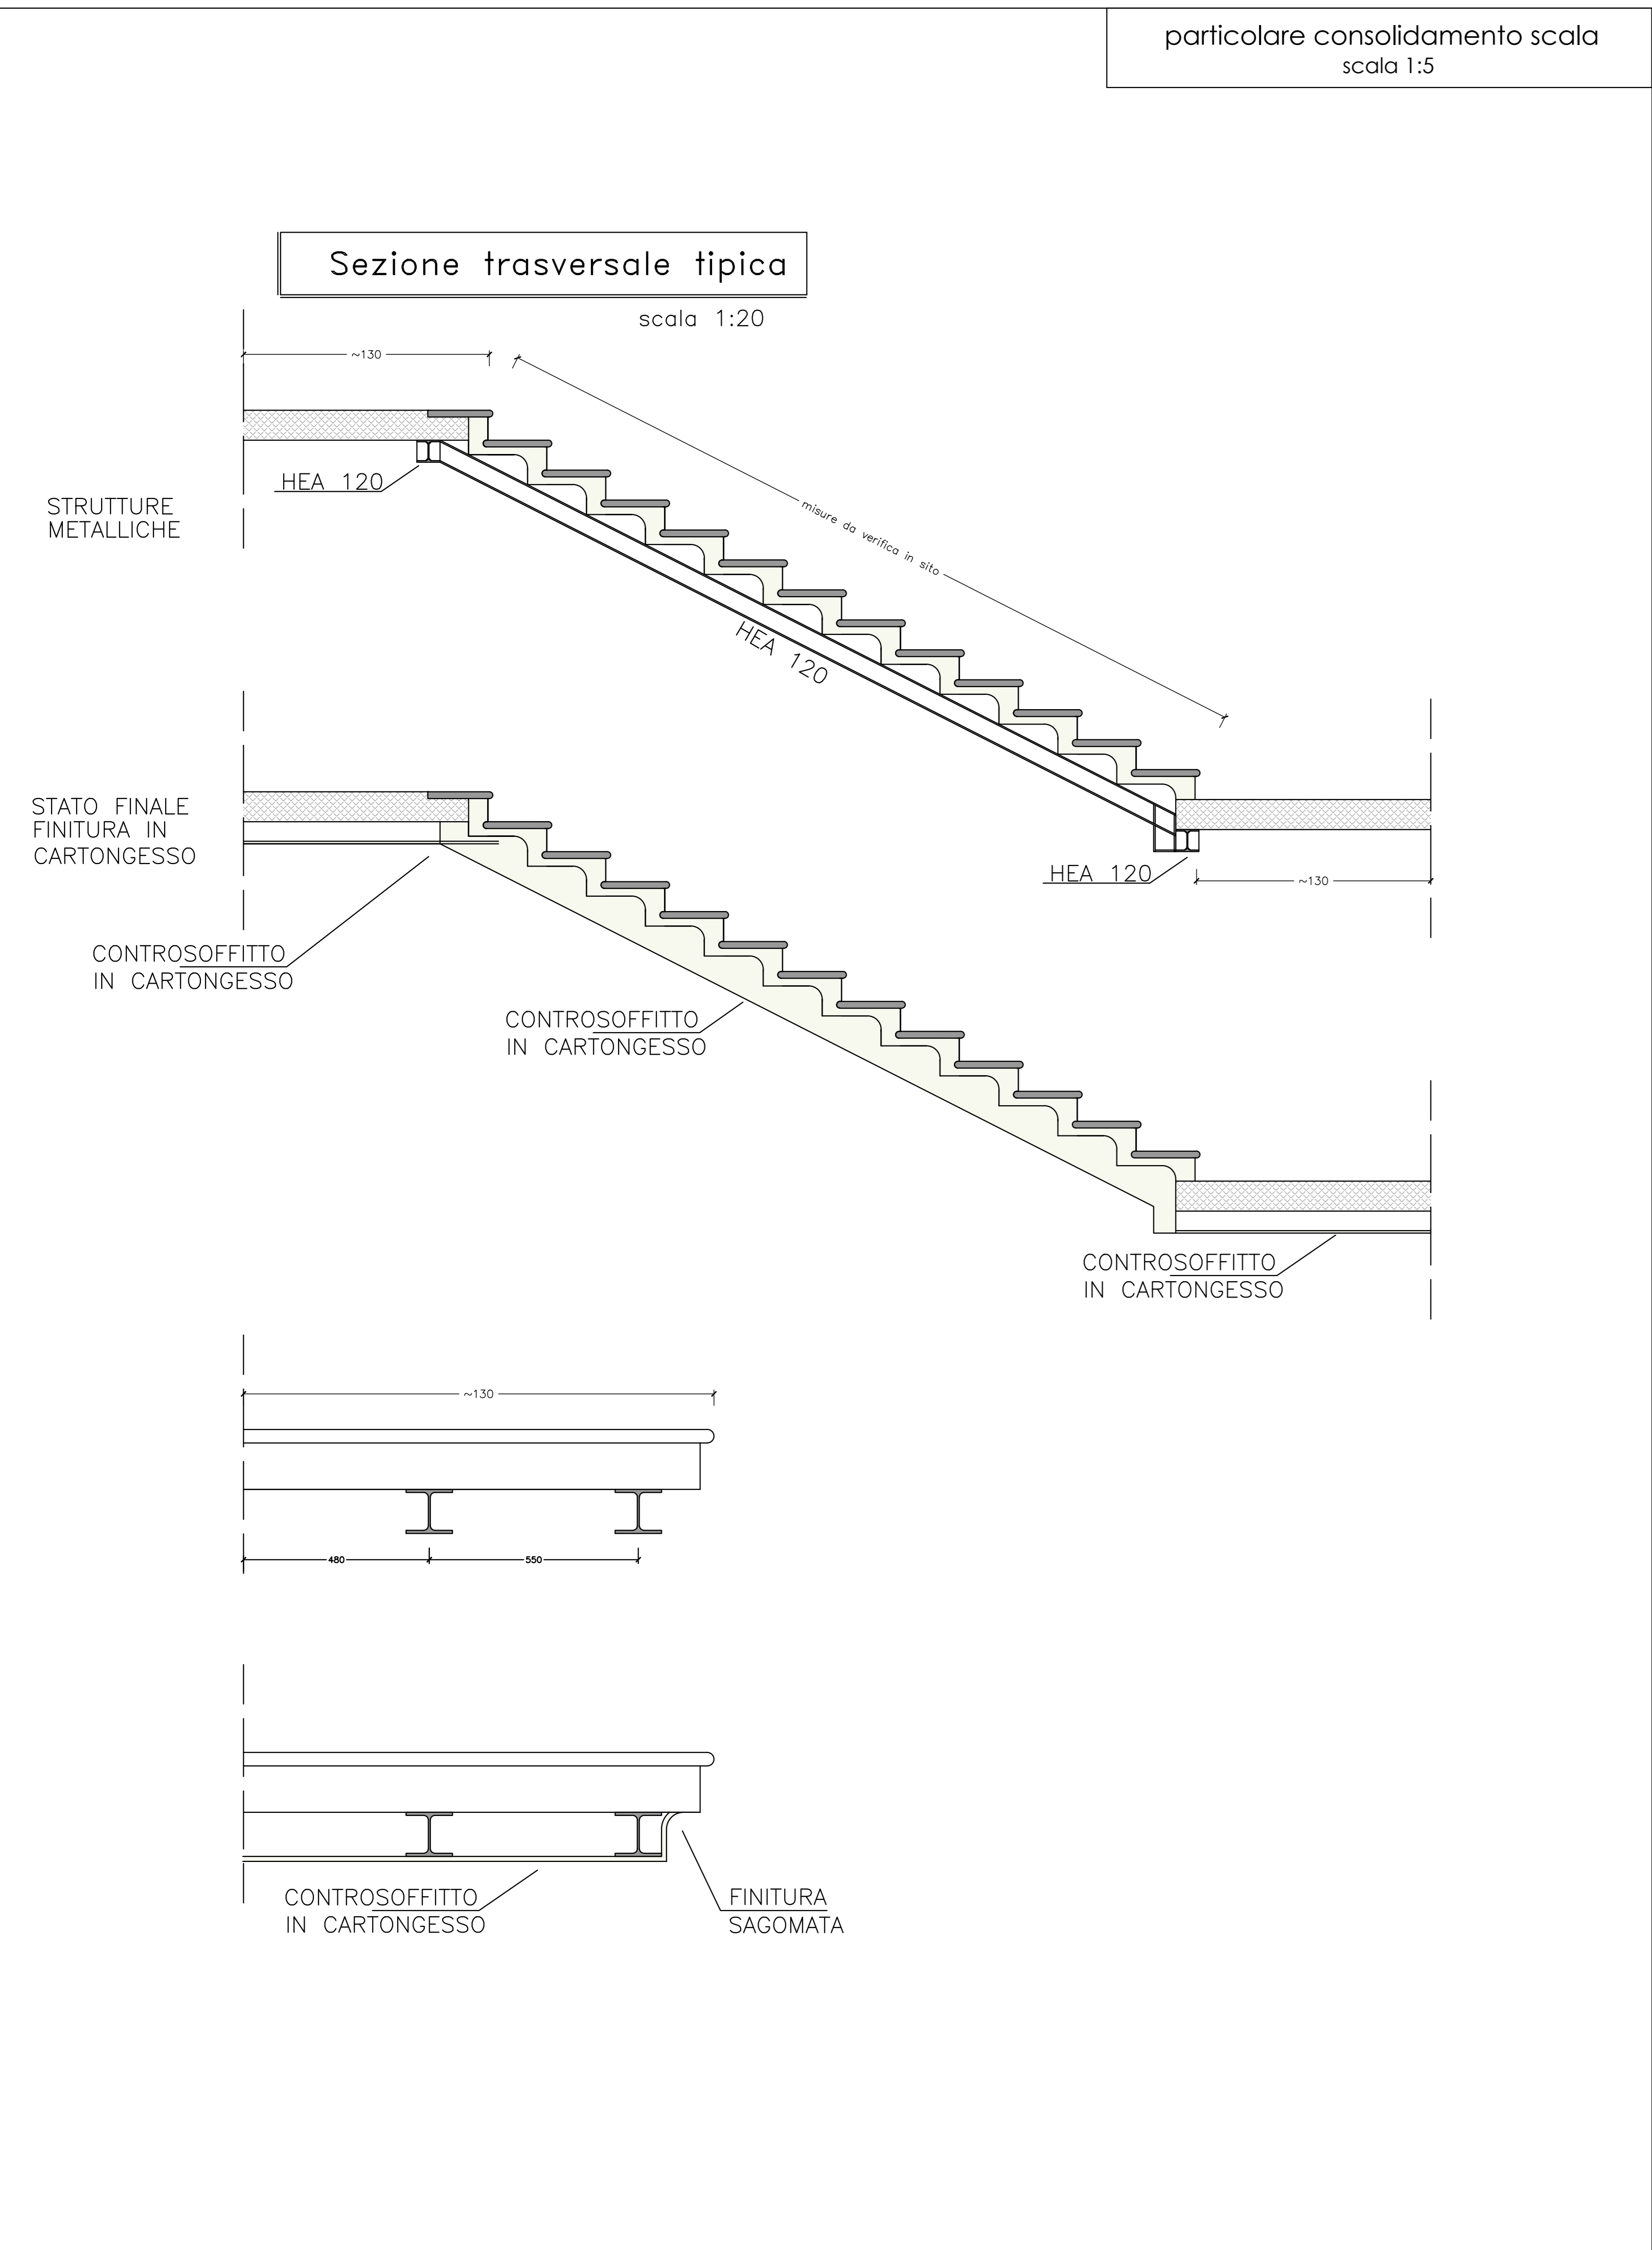 particolare consolidamento scala
scala 1:5
Sezione trasversale tipica
scala 1:20
~130
HEA 120
STRUTTURE
METALLICHE
misure da verifica in sito
HEA 120
STATO FINALE
FINITURA IN
CARTONGESSO
HEA 120
~130
CONTROSOFFITTO
IN CARTONGESSO
CONTROSOFFITTO
IN CARTONGESSO
CONTROSOFFITTO
IN CARTONGESSO
~130
480
550
CONTROSOFFITTO
IN CARTONGESSO
FINITURA
SAGOMATA